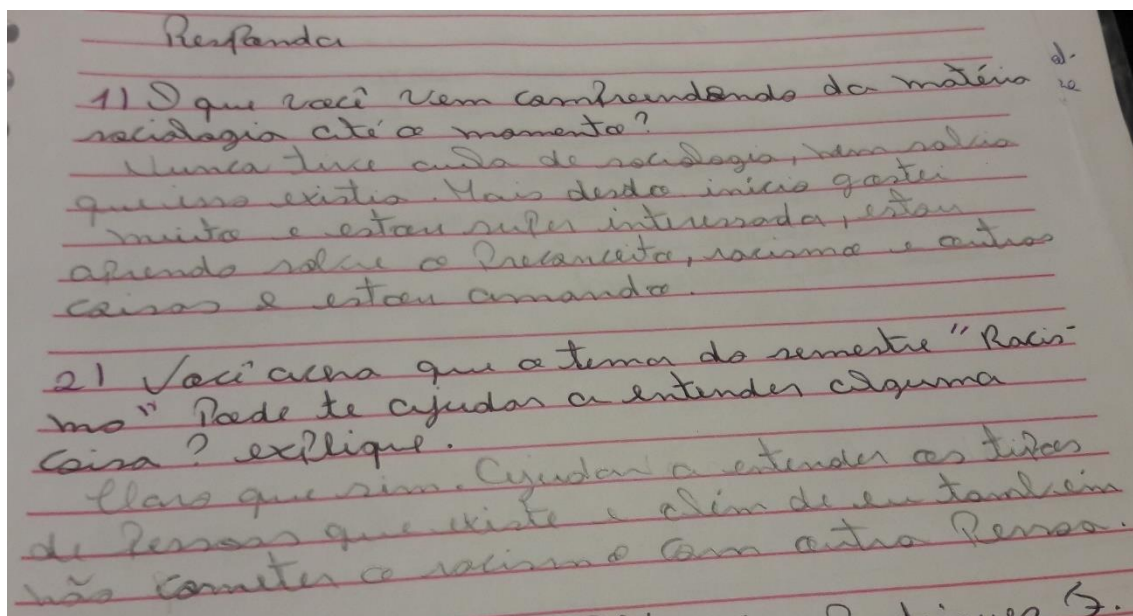 Responda
1) O que você vem compreendendo da matéria
sociologia até o momento?
Nunca tive aula de sociologia, nem sabia
que isso existia. Mais desde o início gostei
muito e estou super interessada, estou
aprendo sobre o Preconceito, racismo e outras
coisas e estou amando.
2) Você acha que o tema do semestre "Racis-
mo" Pode te ajudar a entender alguma
coisa? explique.
Claro que sim. Ajudar a entender os tipos
de Pessoas que existe e além de eu também
não cometer o racismo com outra Pessoa.